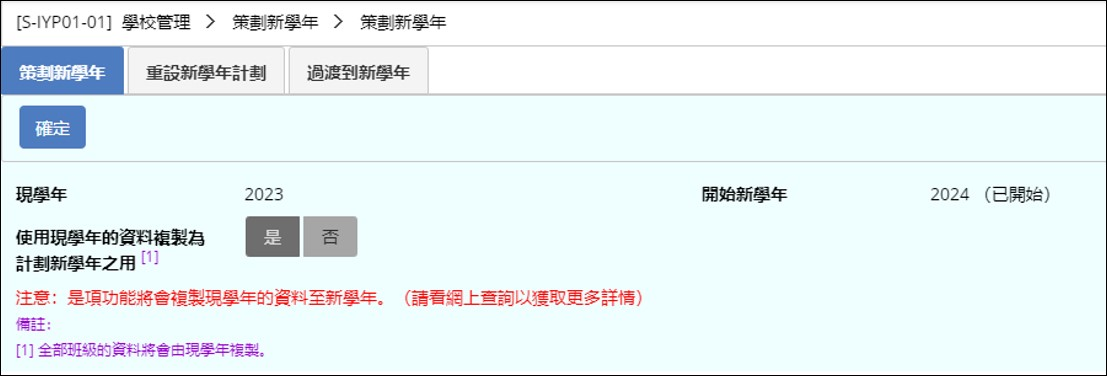 [S-IYP01-01] 學校管理 > 策劃新學年 > 策劃新學年
策劃新學年 重設新學年計劃 過渡到新學年
確定
現學年 2023 開始新學年 2024 （已開始）
使用現學年的資料複製為 是 否
計劃新學年之用 [1]
注意：是項功能將會複製現學年的資料至新學年。（請看網上查詢以獲取更多詳情）
備註：
[1] 全部班級的資料將會由現學年複製。